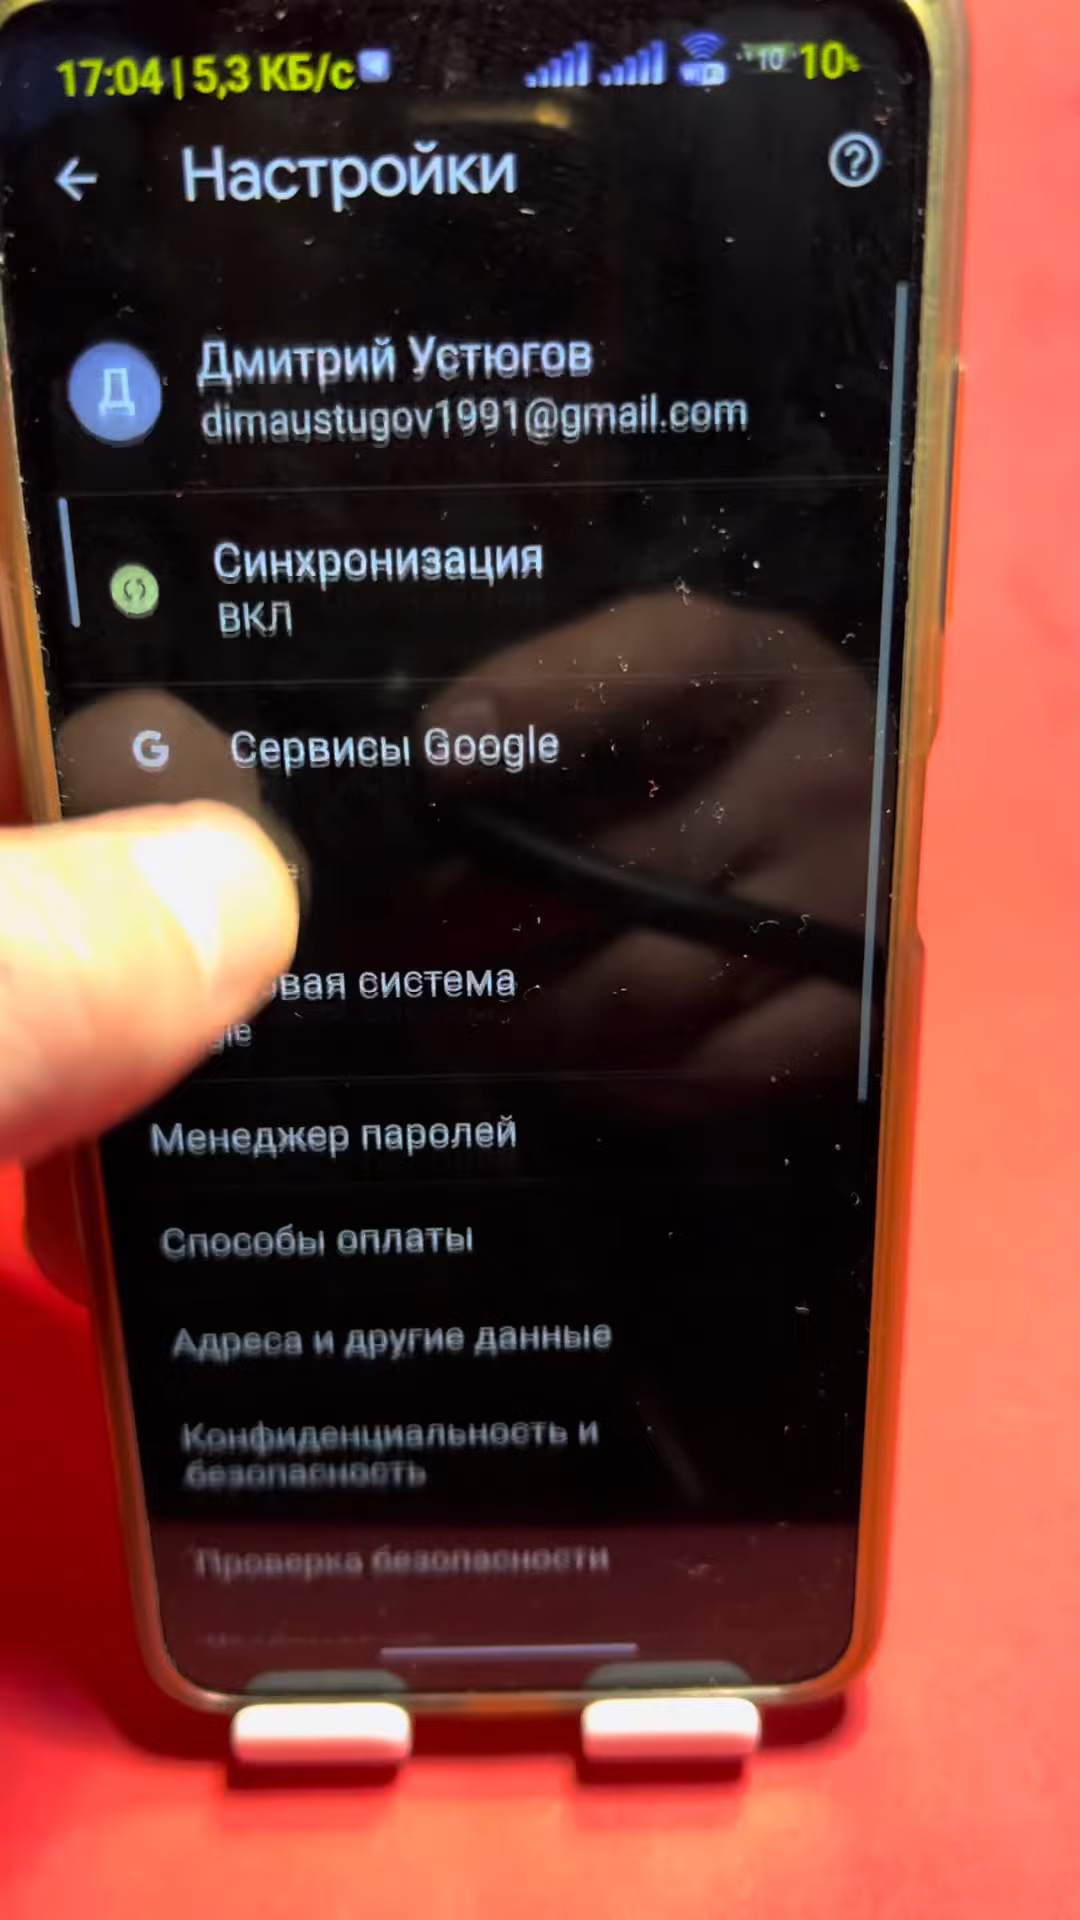 17:04 | 5,3 КБ/с 10 10%
Настройки
Д
Дмитрий Устюгов
dimaustugov1991@gmail.com
Синхронизация
ВКЛ
G Сервисы Google
система
Менеджер паролей
Способы оплаты
Адреса и другие данные
Конфиденциальность и
безопасность
Проверка безопасности